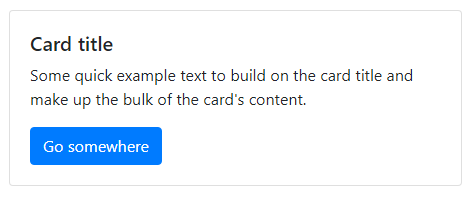 Card title
Some quick example text to build on the card title and
make up the bulk of the card's content.
Go somewhere